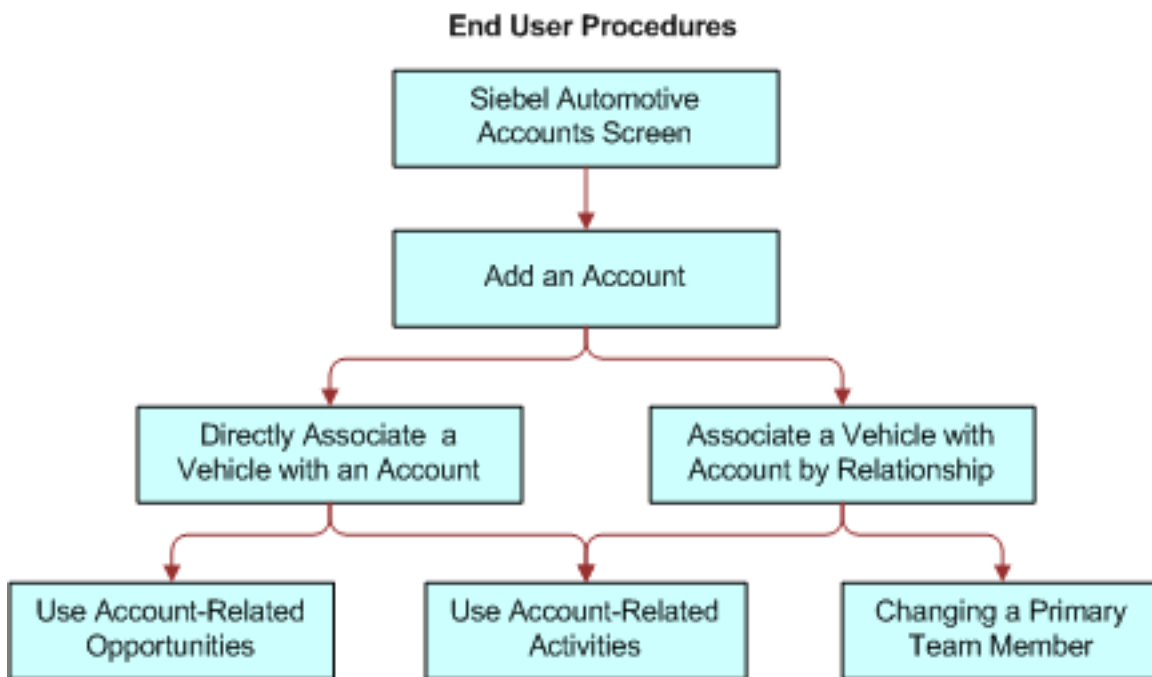 End User Procedures
Siebel Automotive
Accounts Screen
Add an Account
Directly Associate a
Vehicle with an Account
Associate a Vehicle with
Account by Relationship
Use Account-Related
Opportunities
Use Account-Related
Activities
Changing a Primary
Team Member